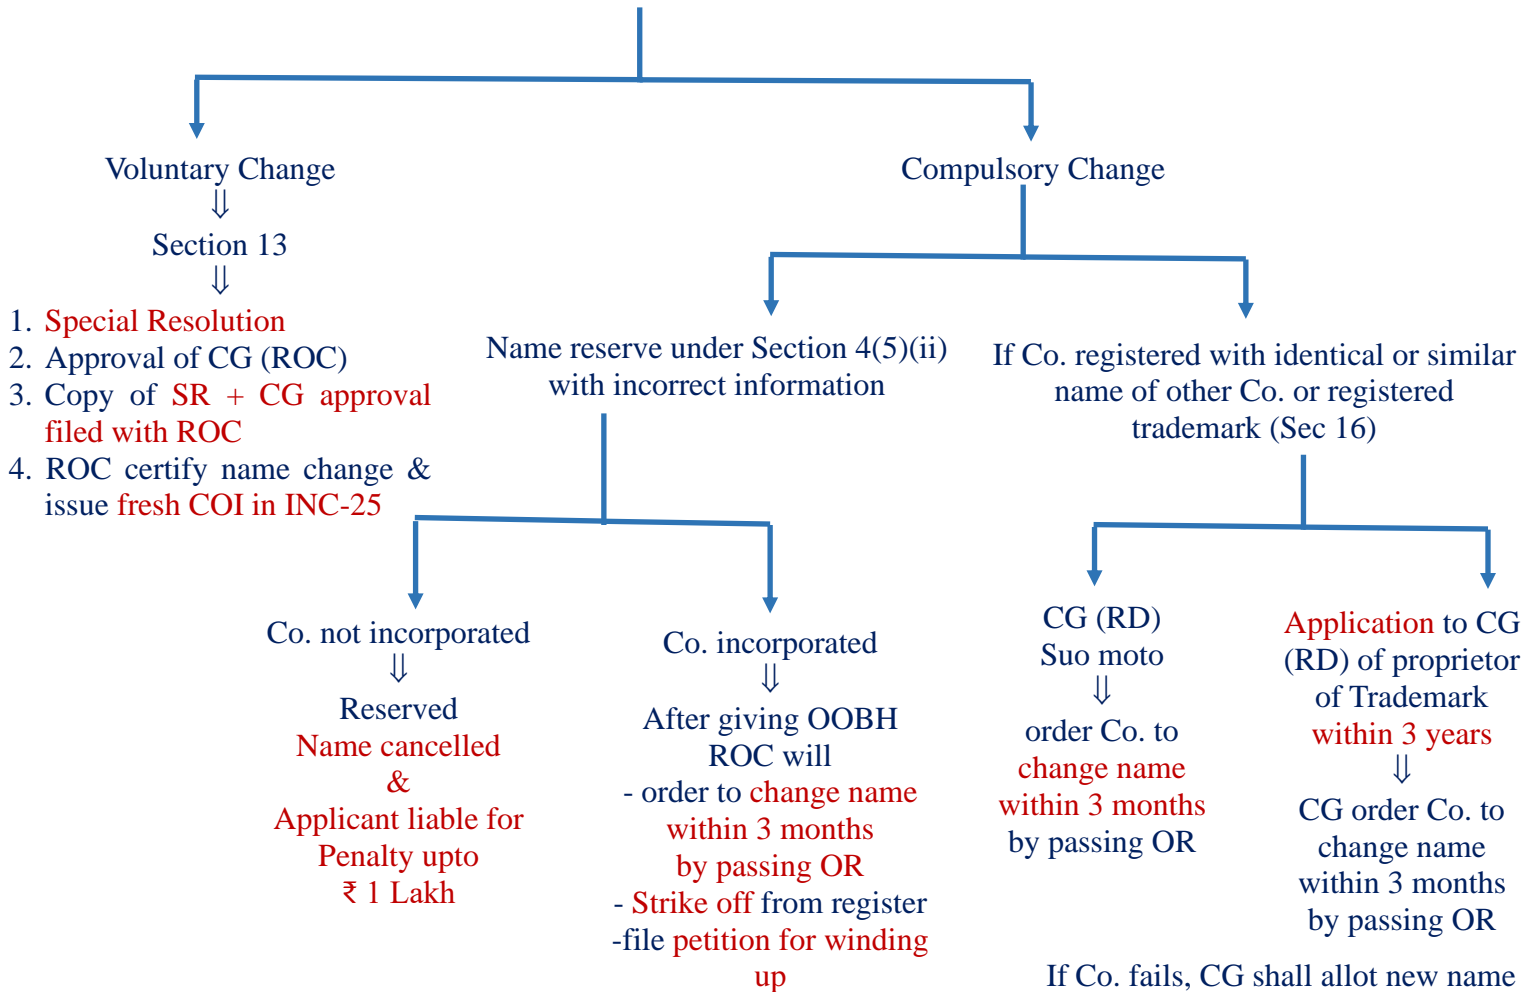 Voluntary Change
⇓
Section 13
⇓
1. Special Resolution
2. Approval of CG (ROC)
3. Copy of SR + CG approval
filed with ROC
4. ROC certify name change &
issue fresh COI in INC-25
Compulsory Change
Name reserve under Section 4(5)(ii)
with incorrect information
If Co. registered with identical or similar
name of other Co. or registered
trademark (Sec 16)
Co. not incorporated
⇓
Reserved
Name cancelled
&
Applicant liable for
Penalty upto
₹ 1 Lakh
Co. incorporated
⇓
After giving OOBH
ROC will
- order to change name
within 3 months
by passing OR
- Strike off from register
-file petition for winding
up
CG (RD)
Suo moto
⇓
order Co. to
change name
within 3 months
by passing OR
Application to CG
(RD) of proprietor
of Trademark
within 3 years
⇓
CG order Co. to
change name
within 3 months
by passing OR
If Co. fails, CG shall allot new name